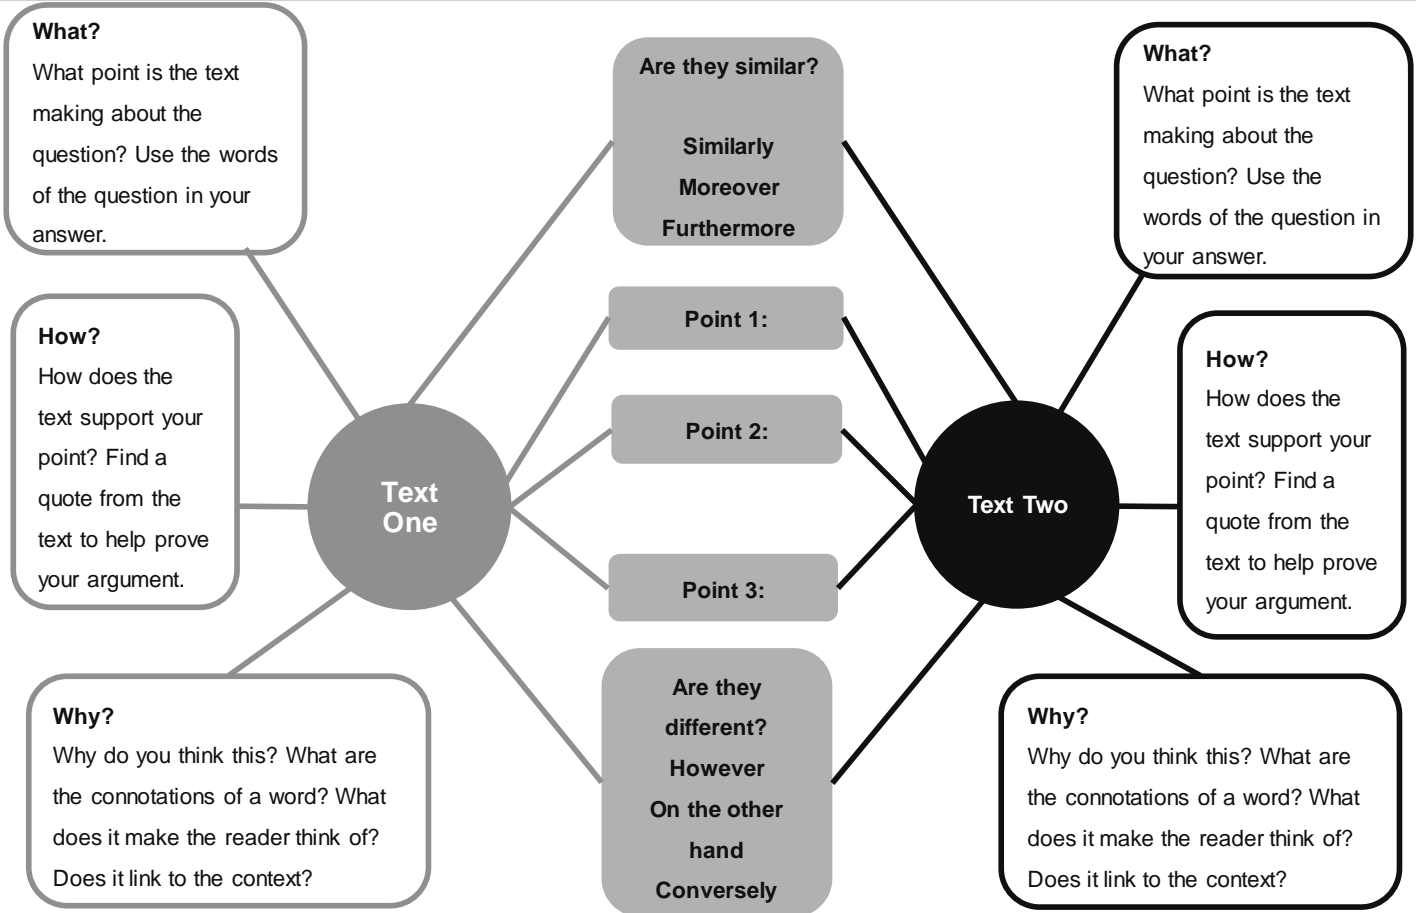 What?
What point is the text
making about the
question? Use the words
of the question in your
answer.
How?
How does the
text support your
point? Find a
quote from the
text to help prove
your argument.
Why?
Why do you think this? What are
the connotations of a word? What
does it make the reader think of?
Does it link to the context?
Text
One
Are they similar?
Similarly
Moreover
Furthermore
Point 1:
Point 2:
Point 3:
Are they
different?
However
On the other
hand
Conversely
Text Two
What?
What point is the text
making about the
question? Use the
words of the question in
your answer.
How?
How does the
text support your
point? Find a
quote from the
text to help prove
your argument.
Why?
Why do you think this? What are
the connotations of a word? What
does it make the reader think of?
Does it link to the context?